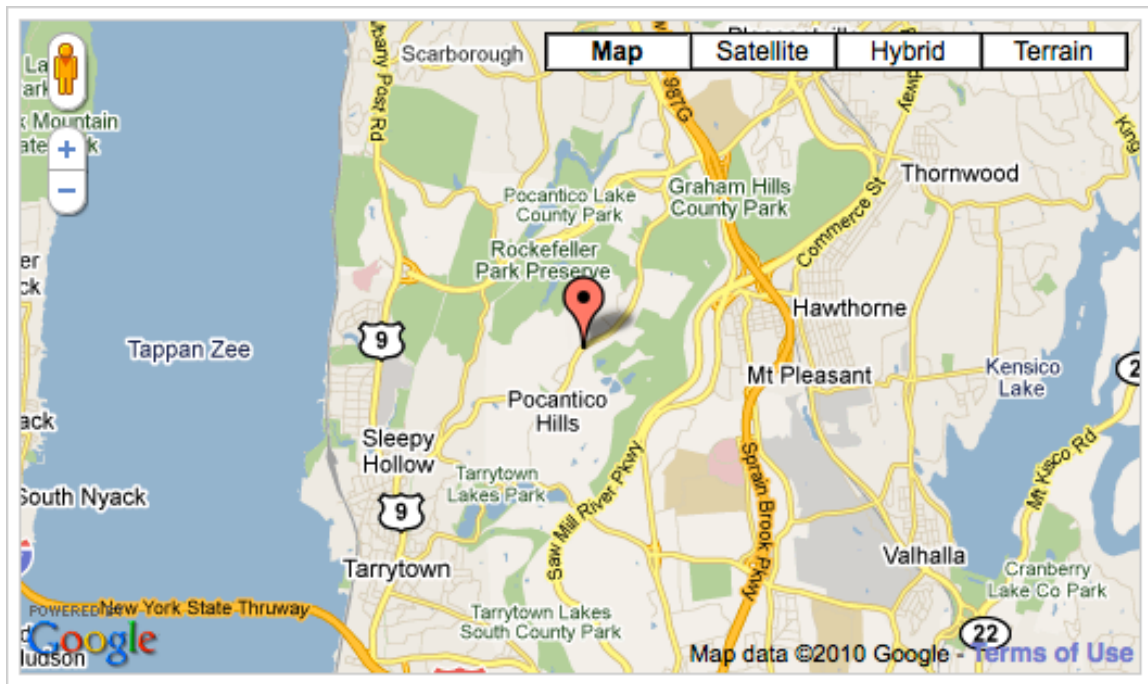 Scarborough
Map
Satellite
Hybrid
Terrain
+
−
Mountain
987G
King
Thornwood
Pocantico Lake
County Park
Graham Hills
County Park
Commerce St
Rockefeller
Park Preserve
9
Tappan Zee
Hawthorne
Mt Pleasant
Kensico
Lake
Pocantico
Hills
Sleepy
Hollow
Tarrytown
Lakes Park
9
South Nyack
Saw Mill River Pkwy
Sprain Brook Pkwy
Mt Kisco Rd
Tarrytown
Valhalla
Cranberry
Lake Co Park
New York State Thruway
POWERED
Google
Tarrytown Lakes
South County Park
22
Map data ©2010 Google - Terms of Use